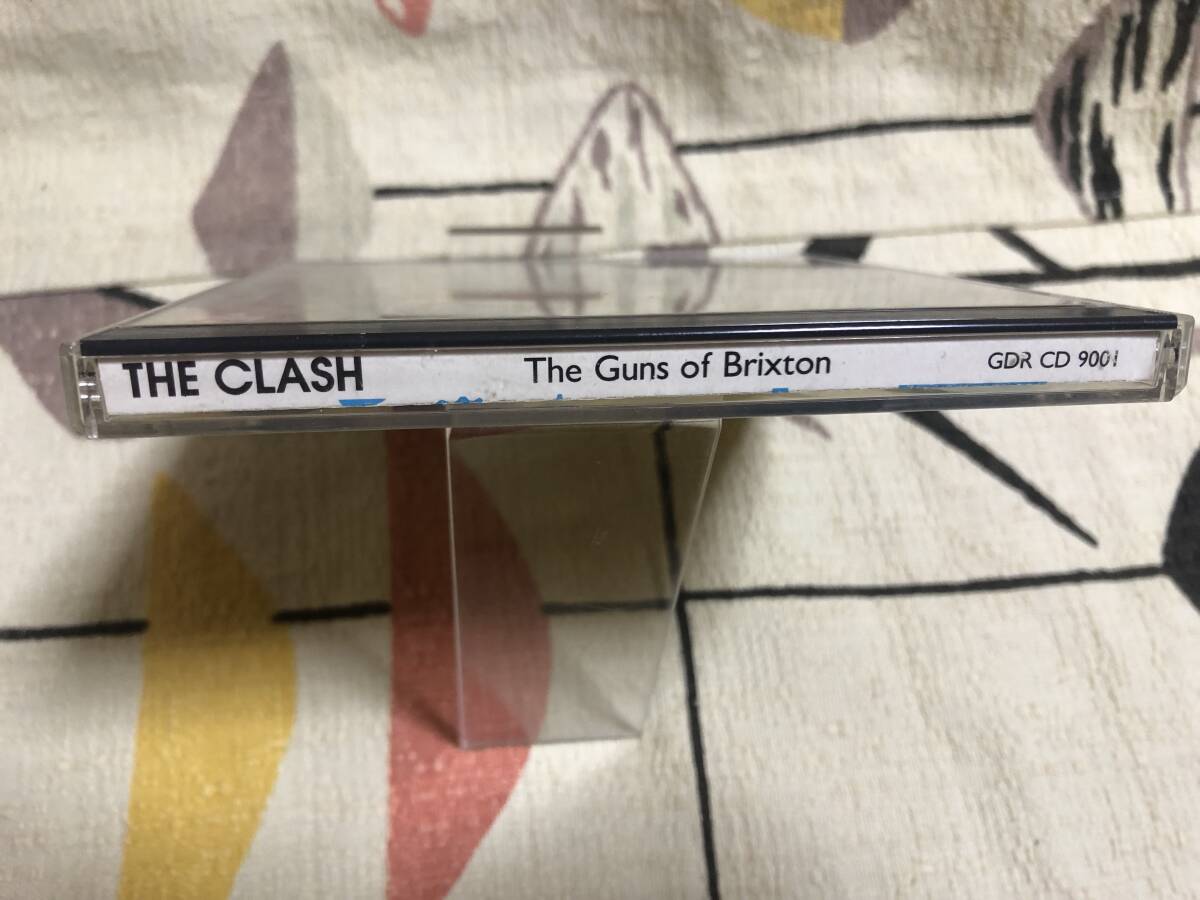 THE CLASH The Guns of Brixton GDR CD 9001